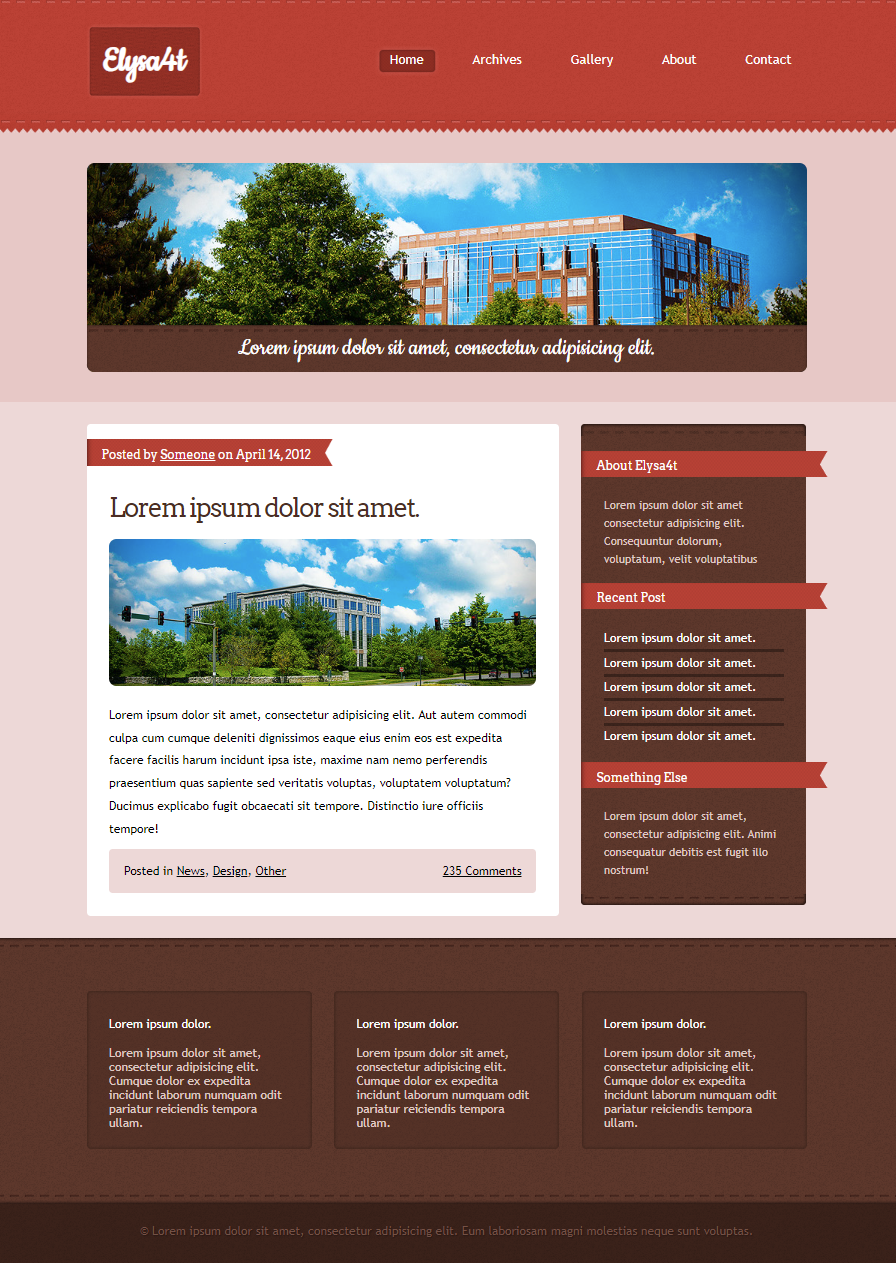 Elysa4t
Home Archives Gallery About Contact
Lorem ipsum dolor sit amet, consectetur adipisicing elit.
Posted by Someone on April 14, 2012
Lorem ipsum dolor sit amet.
Lorem ipsum dolor sit amet, consectetur adipisicing elit. Aut autem commodi
culpa cum cumque deleniti dignissimos eaque eius enim eos est expedita
facere facilis harum incidunt ipsa iste, maxime nam nemo perferendis
praesentium quas sapiente sed veritatis voluptas, voluptatem voluptatum?
Ducimus explicabo fugit obcaecati sit tempore. Distinctio iure officiis
tempore!
Posted in News, Design, Other
235 Comments
About Elysa4t
Lorem ipsum dolor sit amet
consectetur adipisicing elit.
Consequuntur dolorum,
voluptatum, velit voluptatibus
Recent Post
Lorem ipsum dolor sit amet.
Lorem ipsum dolor sit amet.
Lorem ipsum dolor sit amet.
Lorem ipsum dolor sit amet.
Lorem ipsum dolor sit amet.
Something Else
Lorem ipsum dolor sit amet,
consectetur adipisicing elit. Animi
consequatur debitis est fugit illo
nostrum!
Lorem ipsum dolor.
Lorem ipsum dolor sit amet,
consectetur adipisicing elit.
Cumque dolor ex expedita
incidunt laborum numquam odit
pariatur reiciendis tempora
ullam.
Lorem ipsum dolor.
Lorem ipsum dolor sit amet,
consectetur adipisicing elit.
Cumque dolor ex expedita
incidunt laborum numquam odit
pariatur reiciendis tempora
ullam.
Lorem ipsum dolor.
Lorem ipsum dolor sit amet,
consectetur adipisicing elit.
Cumque dolor ex expedita
incidunt laborum numquam odit
pariatur reiciendis tempora
ullam.
© Lorem ipsum dolor sit amet, consectetur adipisicing elit. Eum laboriosam magni molestias neque sunt voluptas.